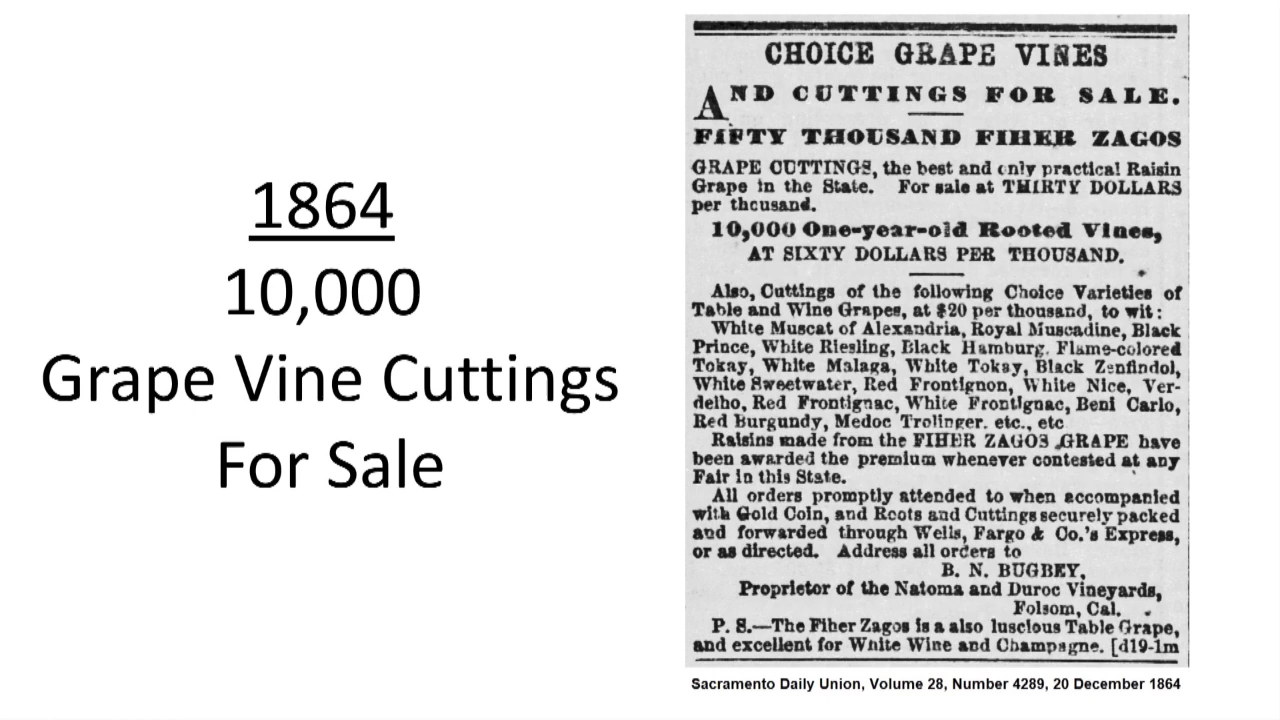 1864
10,000
Grape Vine Cuttings
For Sale
CHOICE GRAPE VINES
AND CUTTINGS FOR SALE.
FIFTY THOUSAND FIHER ZAGOS
GRAPE CUTTINGS, the best and only practical Raisin
Grape in the State. For sale at THIRTY DOLLARS
per thousand.
10,000 One-year-old Rooted Vines,
AT SIXTY DOLLARS PER THOUSAND.
Also, Cuttings of the following Choice Varieties of
Table and Wine Grapes, at $20 per thousand, to wit:
White Muscat of Alexandria, Royal Muscadine, Black
Prince, White Riesling, Black Hamburg, Flame-colored
Tokay, White Malaga, White Tokay, Black Zenfindol,
White Sweetwater, Red Frontignon, White Nice, Ver-
delho, Red Frontignac, White Frontignac, Beni Carlo,
Red Burgundy, Medoc Trolinger. etc., etc
Raisins made from the FIHER ZAGOS GRAPE have
been awarded the premium whenever contested at any
Fair in this State.
All orders promptly attended to when accompanied
with Gold Coin, and Roots and Cuttings securely packed
and forwarded through Wells, Fargo & Co.'s Express,
or as directed. Address all orders to
B. N. BUGBEY,
Proprietor of the Natoma and Duroc Vineyards,
Folsom, Cal.
P. S.—The Fiher Zagos is a also luscious Table Grape,
and excellent for White Wine and Champagne. [d19-1m
Sacramento Daily Union, Volume 28, Number 4289, 20 December 1864